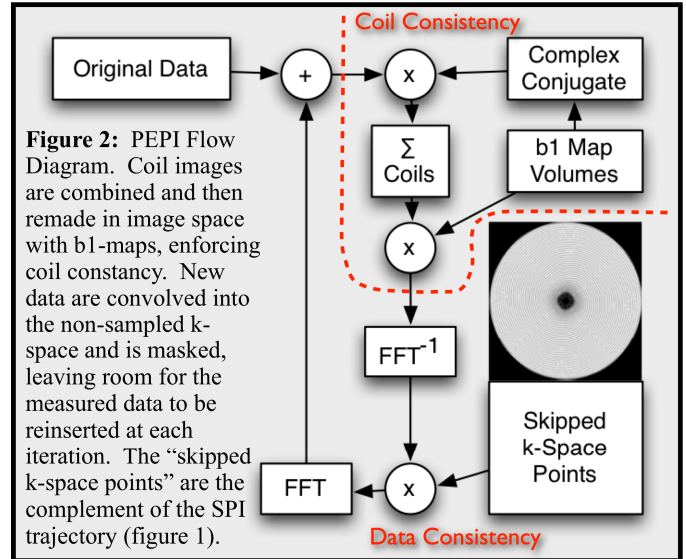 Coil Consistency
Original Data
+
x
Complex
Conjugate
Figure 2: PEPI Flow
Diagram. Coil images
are combined and then
remade in image space
with b1-maps, enforcing
coil constancy. New
data are convolved into
the non-sampled k-
space and is masked,
leaving room for the
measured data to be
reinserted at each
iteration. The “skipped
k-space points” are the
complement of the SPI
trajectory (figure 1).
Σ
Coils
b1 Map
Volumes
x
FFT-1
Skipped
k-Space
Points
FFT
x
Data Consistency